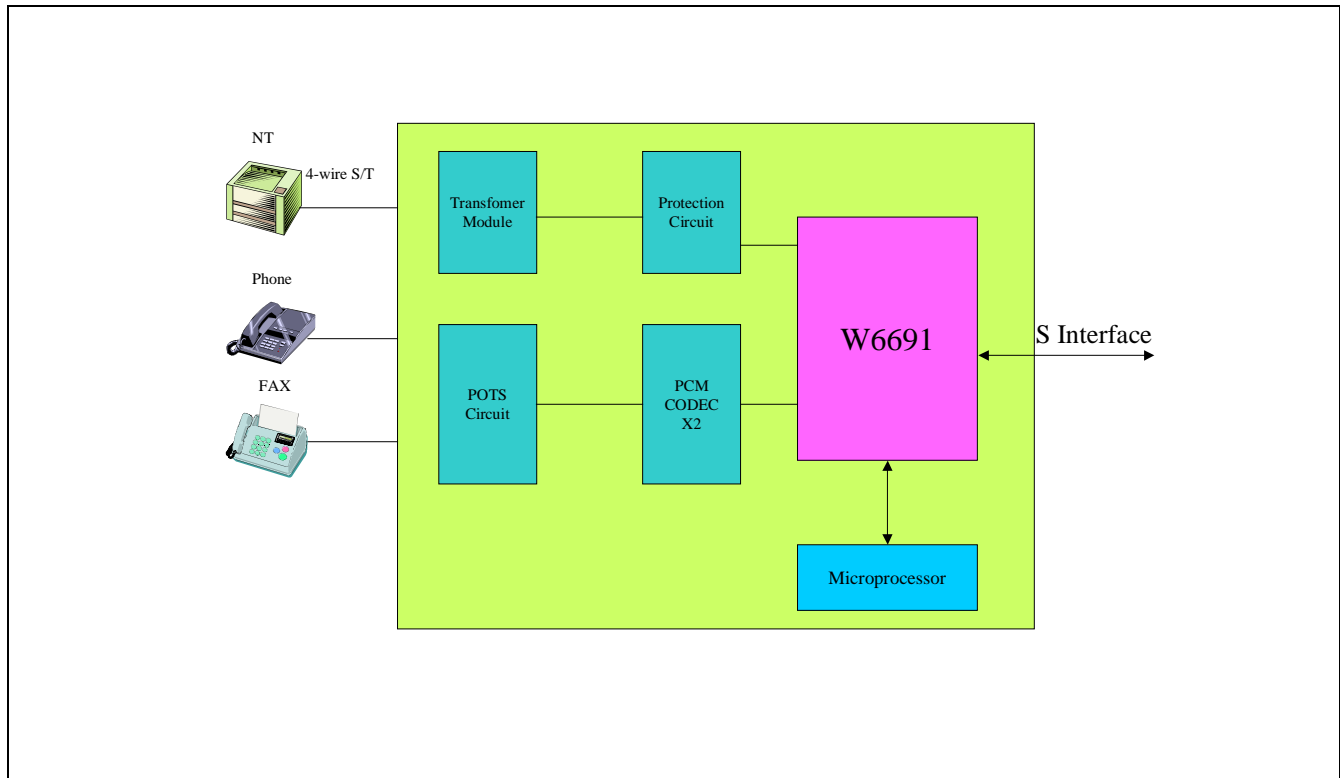 NT
4-wire S/T
Transfomer
Module
Protection
Circuit
W6691
S Interface
Phone
FAX
POTS
Circuit
PCM
CODEC
X2
Microprocessor